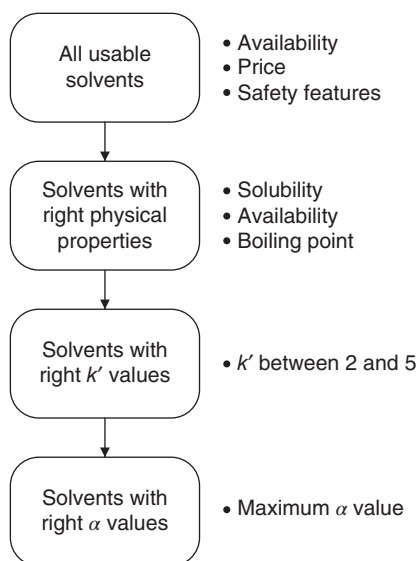 All usable
solvents
• Availability
• Price
• Safety features
Solvents with
right physical
properties
• Solubility
• Availability
• Boiling point
Solvents with
right k′ values
• k′ between 2 and 5
Solvents with
right α values
• Maximum α value